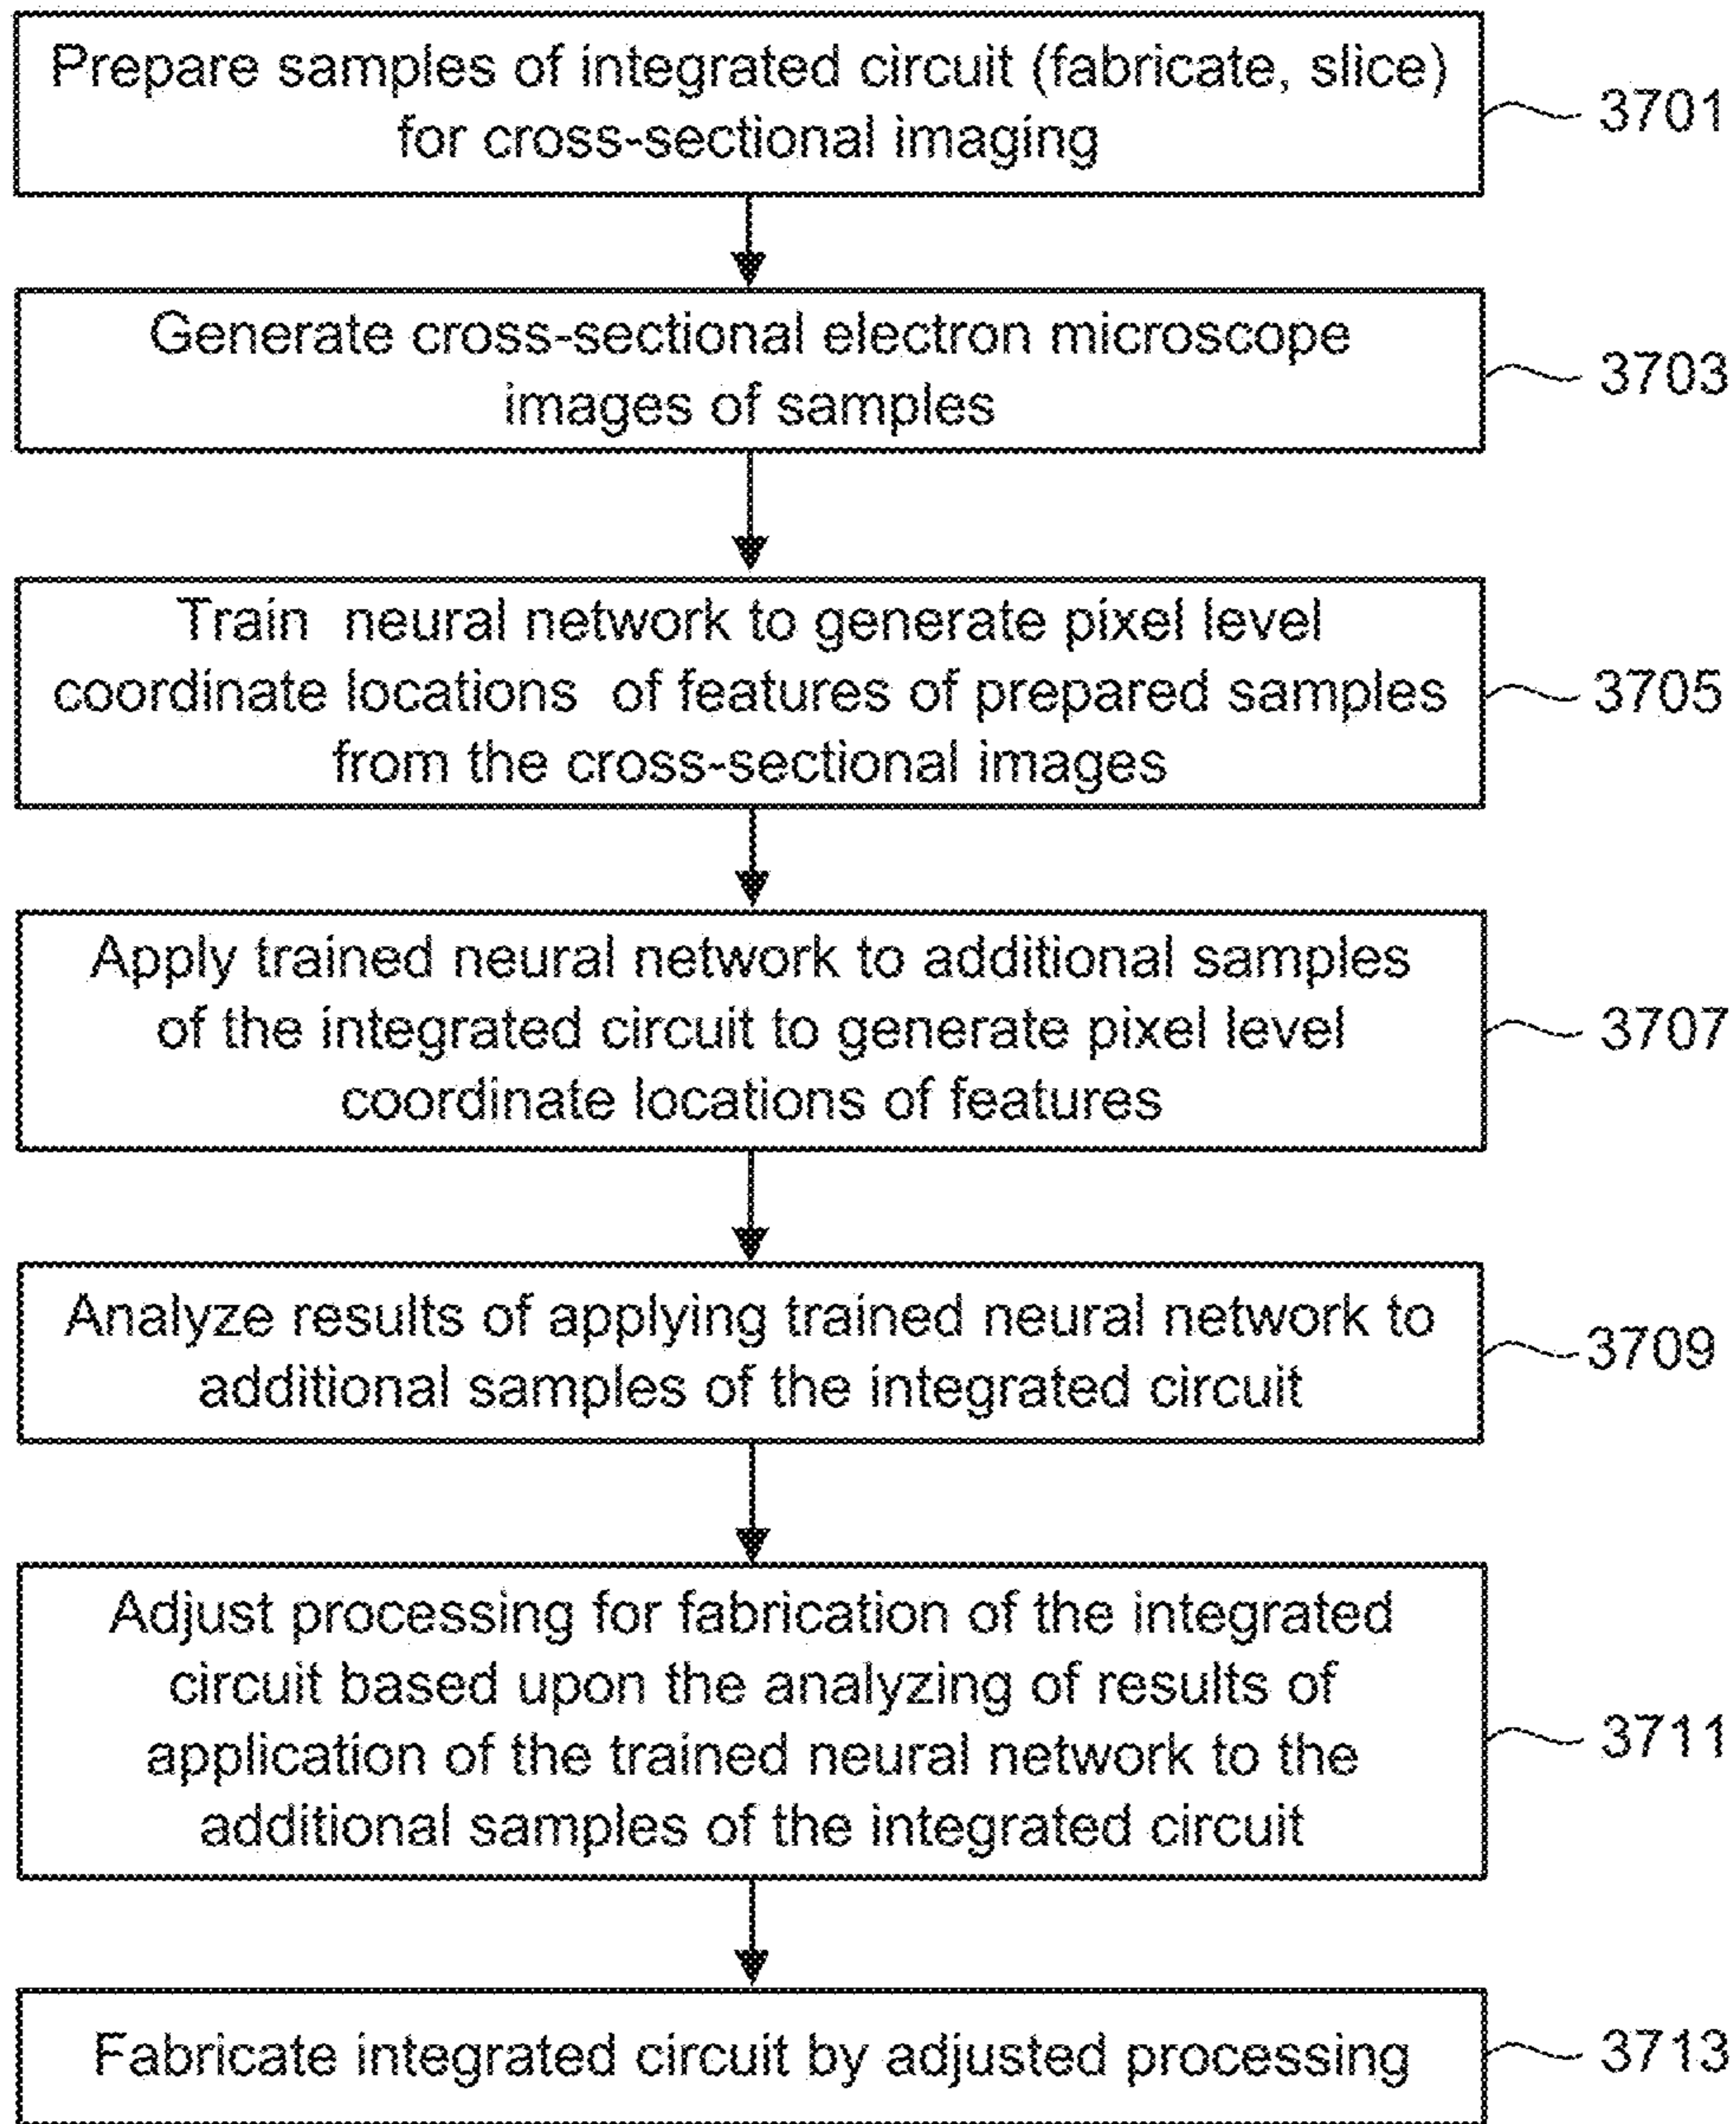 Prepare samples of integrated circuit (fabricate, slice)
for cross-sectional imaging
3701
Generate cross-sectional electron microscope
images of samples
3703
Train neural network to generate pixel level
coordinate locations of features of prepared samples
from the cross-sectional images
3705
Apply trained neural network to additional samples
of the integrated circuit to generate pixel level
coordinate locations of features
3707
Analyze results of applying trained neural network to
additional samples of the integrated circuit
3709
Adjust processing for fabrication of the integrated
circuit based upon the analyzing of results of
application of the trained neural network to the
additional samples of the integrated circuit
3711
Fabricate integrated circuit by adjusted processing
3713